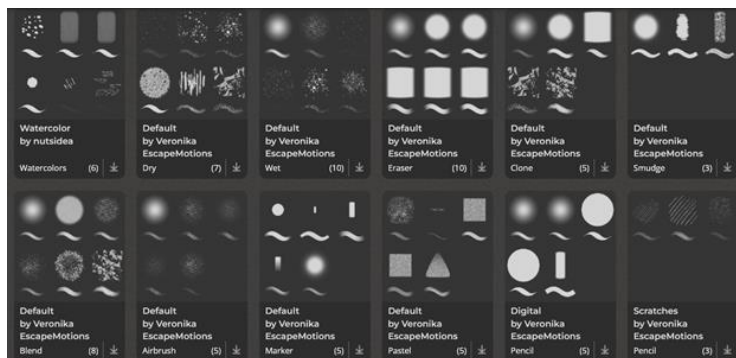 Watercolor
by nutsidea
Watercolors (6)
Default
by Veronika
EscapeMotions
Dry (7)
Default
by Veronika
EscapeMotions
Wet (10)
Default
by Veronika
EscapeMotions
Eraser (10)
Default
by Veronika
EscapeMotions
Clone (5)
Default
by Veronika
EscapeMotions
Smudge (3)
Default
by Veronika
EscapeMotions
Blend (8)
Default
by Veronika
EscapeMotions
Airbrush (5)
Default
by Veronika
EscapeMotions
Marker (5)
Default
by Veronika
EscapeMotions
Pastel (5)
Digital
by Veronika
EscapeMotions
Pencil (5)
Scratches
by Veronika
EscapeMotions
Pencil (3)